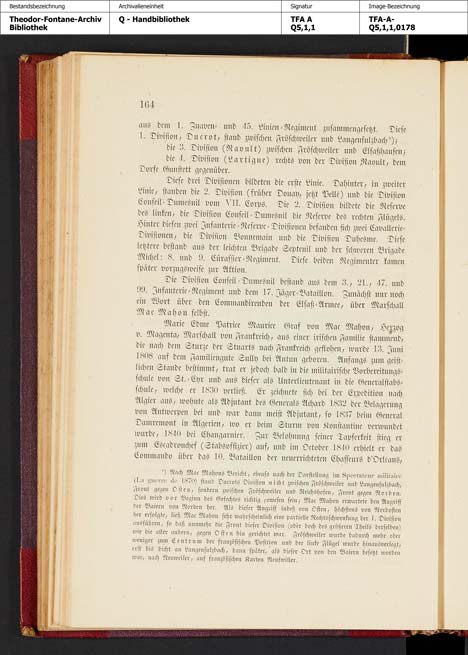 Bestandsbezeichnung
Archivalieneinheit
Signatur
Image-Bezeichnung
Theodor-Fontane-Archiv
Bibliothek
Q - Handbibliothek
TFA A
Q5,1,1
TFA-A-
Q5,1,1,0178
164
aus dem 1. Zuaven- und 45. Linien-Regiment zusammengesetzt. Diese
1. Division, Ducrot, stand zwischen Fröschweiler und Langensulzbach*);
die 3. Division (Raoult) zwischen Fröschweiler und Elsaßhausen;
die 4. Division (Lartigue) rechts von der Division Raoult, dem
Dorfe Gunstett gegenüber.
Diese drei Divisionen bildeten die erste Linie. Dahinter, in zweiter
Linie, standen die 2. Division (früher Douay, jetzt Pellé) und die Division
Conseil-Dumesnil vom VII. Corps. Die 2. Division bildete die Reserve
des linken, die Division Conseil-Dumesnil die Reserve des rechten Flügels.
Hinter diesen zwei Infanterie-Reserve-Divisionen befanden sich zwei Cavallerie-
Divisionen, die Division Bonnemain und die Division Duhesme. Diese
letztere bestand aus der leichten Brigade Septeuil und der schweren Brigade
Michel: 8. und 9. Cürassier-Regiment. Diese beiden Regimenter kamen
später vorzugsweise zur Aktion.
Die Division Conseil-Dumesnil bestand aus dem 3., 21., 47. und
99. Infanterie-Regiment und dem 17. Jäger-Bataillon. Zunächst nur noch
ein Wort über den Commandirenden der Elsaß-Armee, über Marschall
Mac Mahon selbst.
Marie Edme Patrice Maurice Graf von Mac Mahon, Herzog
v. Magenta, Marschall von Frankreich, aus einer irischen Familie stammend,
die nach dem Sturze der Stuarts nach Frankreich geflohen, wurde 13. Juni
1808 auf dem Familiengute Sully bei Autun geboren. Anfangs zum geist-
lichen Stande bestimmt, trat er jedoch bald in die militairische Vorbereitungs-
schule von St.-Cyr und aus dieser als Unterlieutenant in die Generalstabs-
schule, welche er 1830 verließ. Er zeichnete sich bei der Expedition nach
Algier aus, wohnte als Adjutant des Generals Achard 1832 der Belagerung
von Antwerpen bei und war dann meist Adjutant, so 1837 beim General
Damremont in Algerien, wo er beim Sturm von Konstantine verwundet
wurde, 1840 bei Changarnier. Zur Belohnung seiner Tapferkeit stieg er
zum Escadronchef (Stabsoffizier) auf, und im October 1840 erhielt er das
Commando über das 10. Bataillon der neuerrichteten Chasseurs d'Orleans,
*) Nach Mac Mahons Bericht, ebenso nach der Darstellung im Spectateur militaire
(La guerre de 1870) stand Ducrots Division nicht zwischen Fröschweiler und Langensulzbach,
Front gegen Osten, sondern zwischen Fröschweiler und Reichshofen, Front gegen Norden.
Dies wird vor Beginn des Gefechtes richtig gewesen sein; Mac Mahon erwartete den Angriff
der Baiern von Norden her. Als dieser Angriff indeß von Osten, höchstens von Nordosten
her erfolgte, ließ Mac Mahon sehr wahrscheinlich eine partielle Rechtsschwenkung der 1. Division
ausführen, so daß nunmehr die Front dieser Division (oder doch des größeren Theils derselben)
wie die aller andern, gegen Osten hin gerichtet war. Fröschweiler wurde dadurch mehr oder
weniger zum Centrum der französischen Position und der linke Flügel wurde hinausverlegt,
erst bis dicht an Langensulzbach, dann später, als dieser Ort von den Baiern besetzt worden
war, nach Neuweiler, auf französischen Karten Neehwiller.